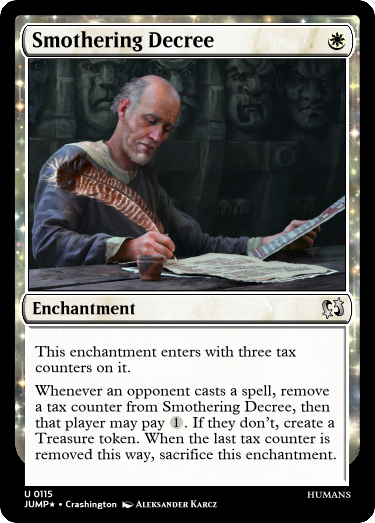 Smothering Decree
Enchantment
This enchantment enters with three tax
counters on it.
Whenever an opponent casts a spell, remove
a tax counter from Smothering Decree, then
that player may pay 1. If they don't, create a
Treasure token. When the last tax counter is
removed this way, sacrifice this enchantment.
U 0115
HUMANS
JUMP★ • Crashington Aleksander Karcz